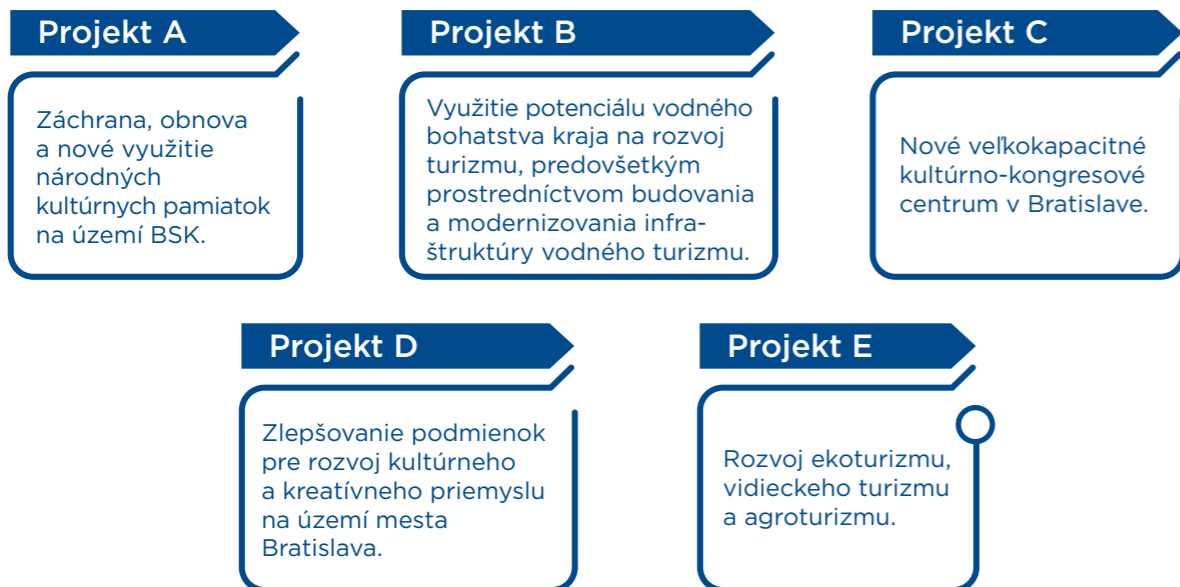 Projekt A
Záchrana, obnova
a nové využitie
národných
kultúrnych pamiatok
na území BSK.
Projekt B
Využitie potenciálu vodného
bohatstva kraja na rozvoj
turizmu, predovšetkým
prostredníctvom budovania
a modernizovania infra-
štruktúry vodného turizmu.
Projekt C
Nové veľkokapacitné
kultúrno-kongresové
centrum v Bratislave.
Projekt D
Zlepšovanie podmienok
pre rozvoj kultúrneho
a kreatívneho priemyslu
na území mesta
Bratislava.
Projekt E
Rozvoj ekoturizmu,
vidieckeho turizmu
a agroturizmu.